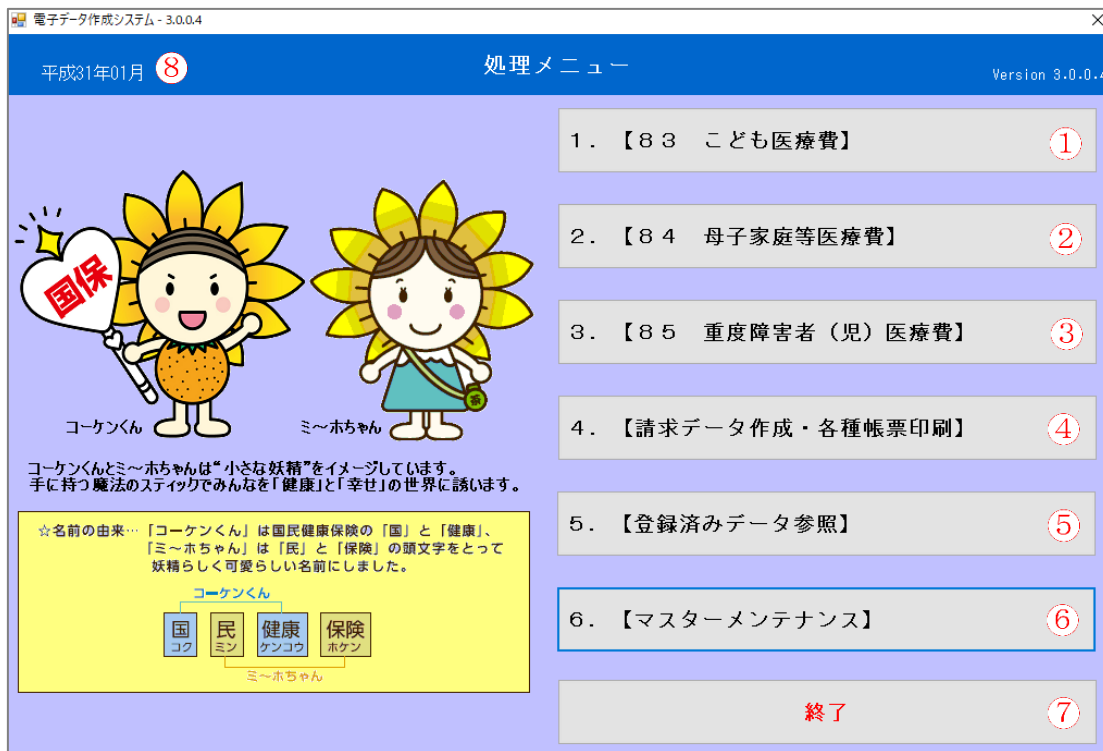 電子データ作成システム - 3.0.0.4
平成31年01月 ⑧
処理メニュー
Version 3.0.0.4
1. 【83 こども医療費】 ①
2. 【84 母子家庭等医療費】 ②
3. 【85 重度障害者（児）医療費】 ③
4. 【請求データ作成・各種帳票印刷】 ④
5. 【登録済みデータ参照】 ⑤
6. 【マスターメンテナンス】 ⑥
終了 ⑦
国保
茶
コーケンくん
ミ～ホちゃん
コーケンくんとミ～ホちゃんは“小さな妖精”をイメージしています。
手に持つ魔法のスティックでみんなを「健康」と「幸せ」の世界に誘います。
☆名前の由来…「コーケンくん」は国民健康保険の「国」と「健康」、
「ミ～ホちゃん」は「民」と「保険」の頭文字をとって
妖精らしく可愛らしい名前にしました。
コーケンくん
国 民 健康 保険
コク ミン ケンコウ ホケン
ミ～ホちゃん